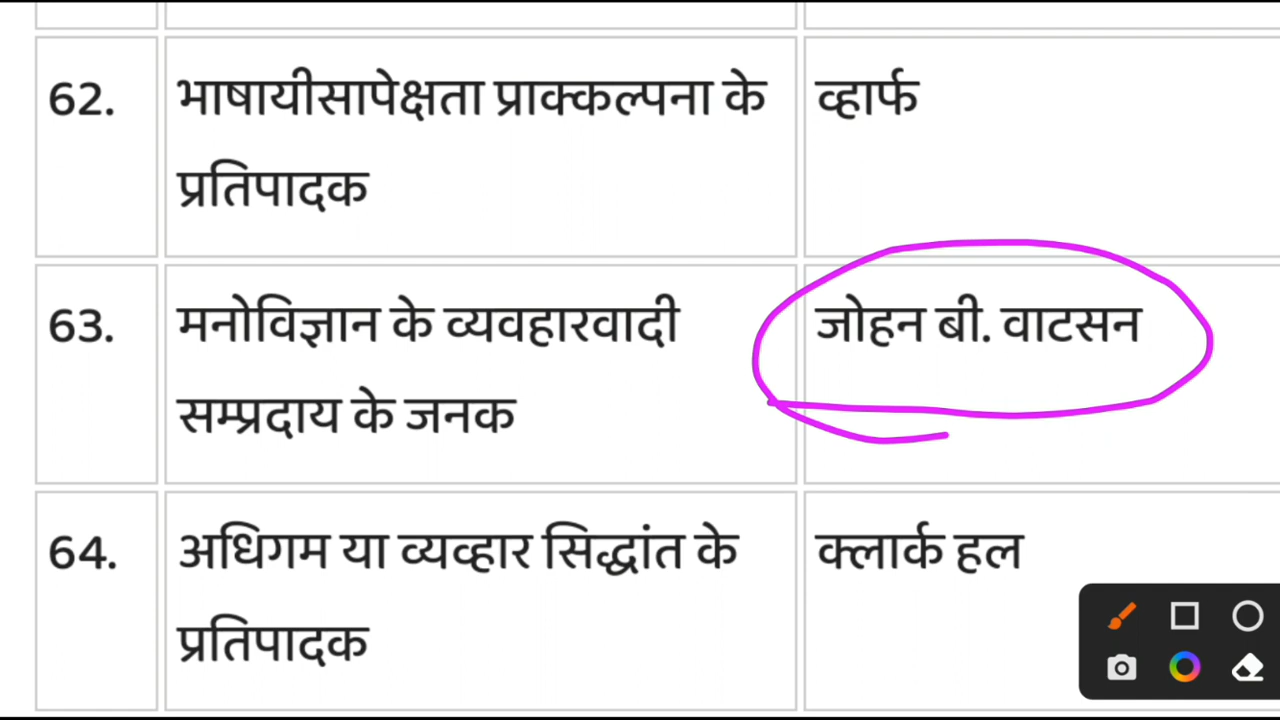 62. भाषायीसापेक्षता प्राक्कल्पना के व्हार्फ
प्रतिपादक
63. मनोविज्ञान के व्यवहारवादी जोहन बी. वाटसन
सम्प्रदाय के जनक
64. अधिगम या व्यव्हार सिद्धांत के क्लार्क हल
प्रतिपादक